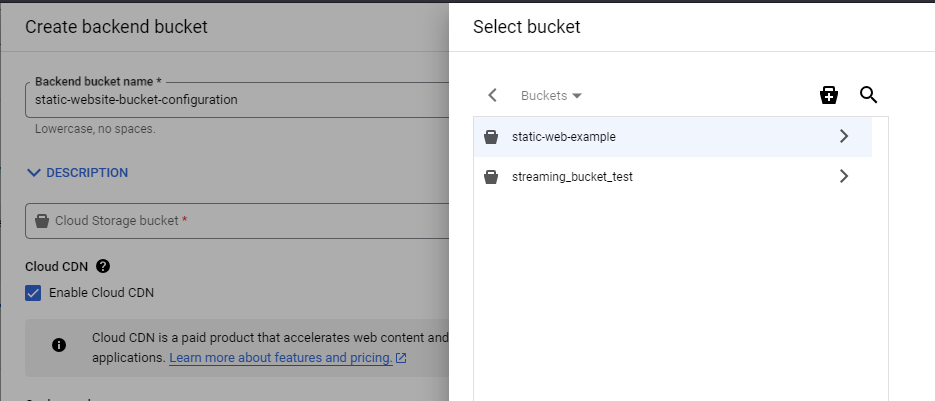 Create backend bucket
Backend bucket name *
static-website-bucket-configuration
Lowercase, no spaces.
DESCRIPTION
Cloud Storage bucket *
Cloud CDN
Enable Cloud CDN
Cloud CDN is a paid product that accelerates web content and
applications. Learn more about features and pricing.
Select bucket
Buckets
static-web-example
streaming_bucket_test